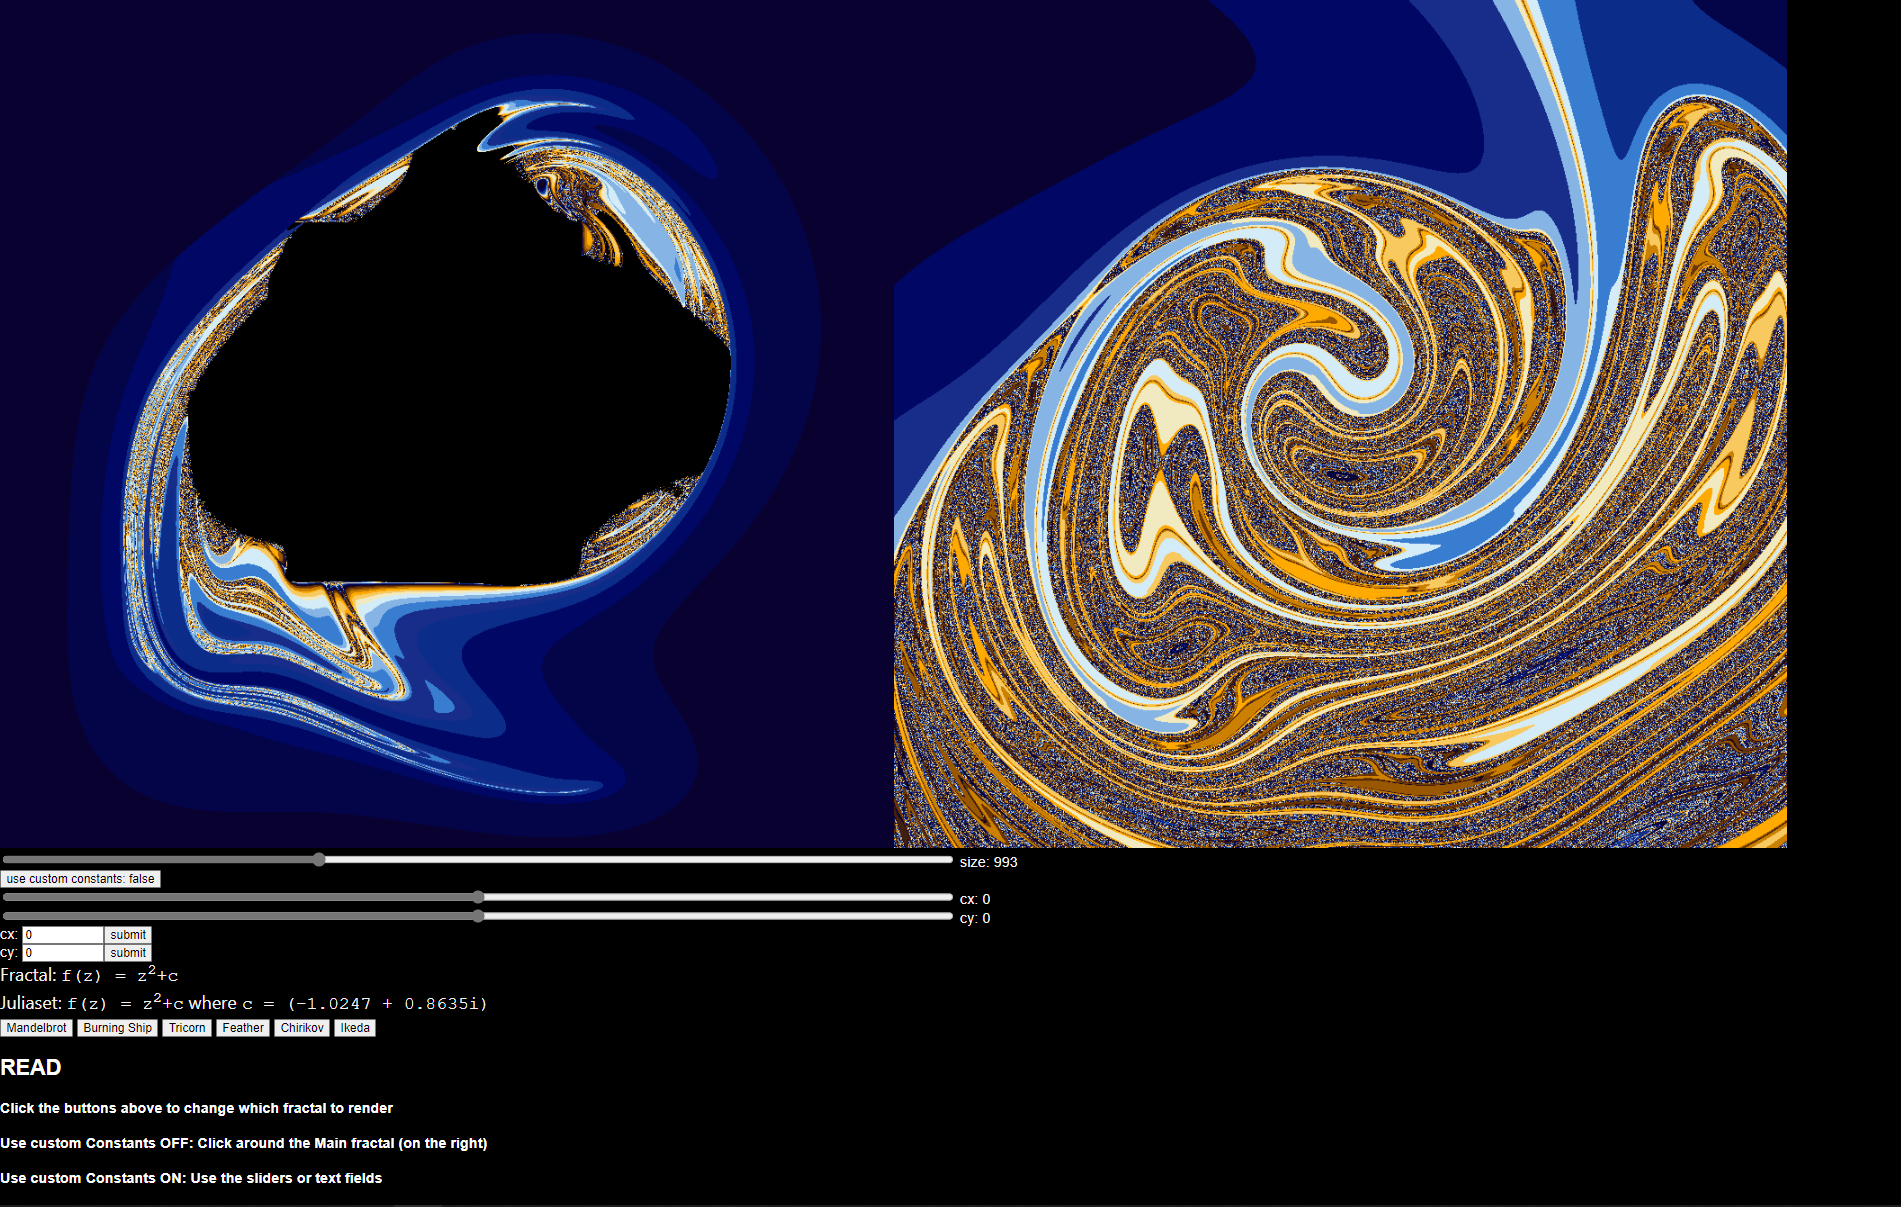 size: 993
use custom constants: false
cx: 0
cy: 0
cx: 0 submit
cy: 0 submit
Fractal: f(z) = z²+c
Juliaset: f(z) = z²+c where c = (-1.0247 + 0.8635i)
Mandelbrot Burning Ship Tricorn Feather Chirikov Ikeda
READ
Click the buttons above to change which fractal to render
Use custom Constants OFF: Click around the Main fractal (on the right)
Use custom Constants ON: Use the sliders or text fields